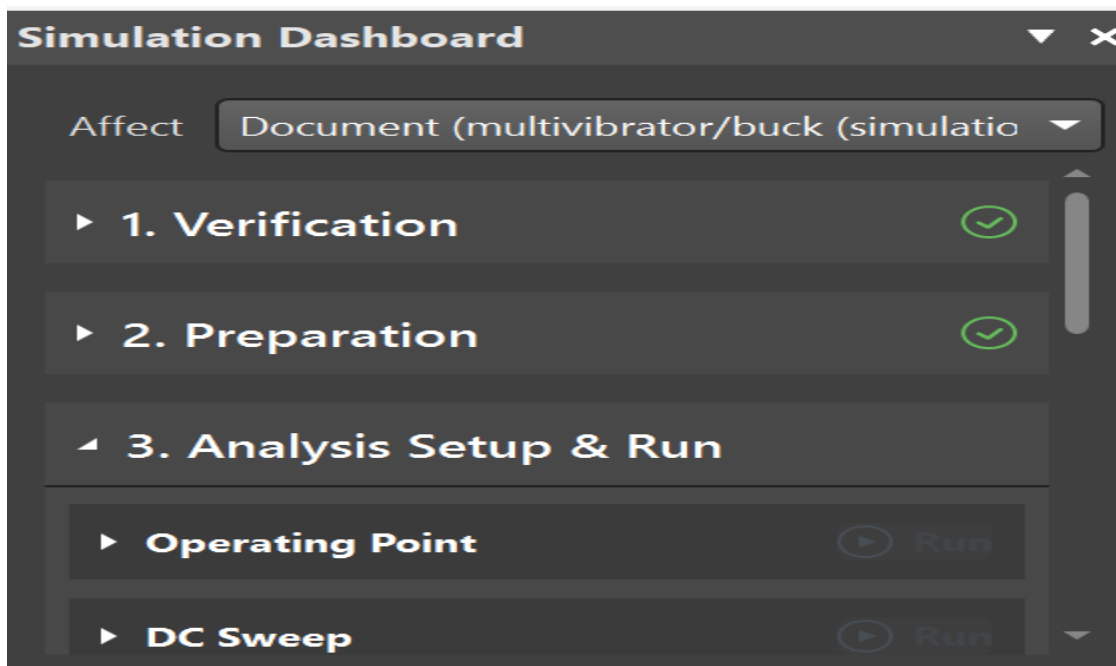 Simulation Dashboard
Affect Document (multivibrator/buck (simulatio
1. Verification
2. Preparation
3. Analysis Setup & Run
Operating Point Run
DC Sweep Run